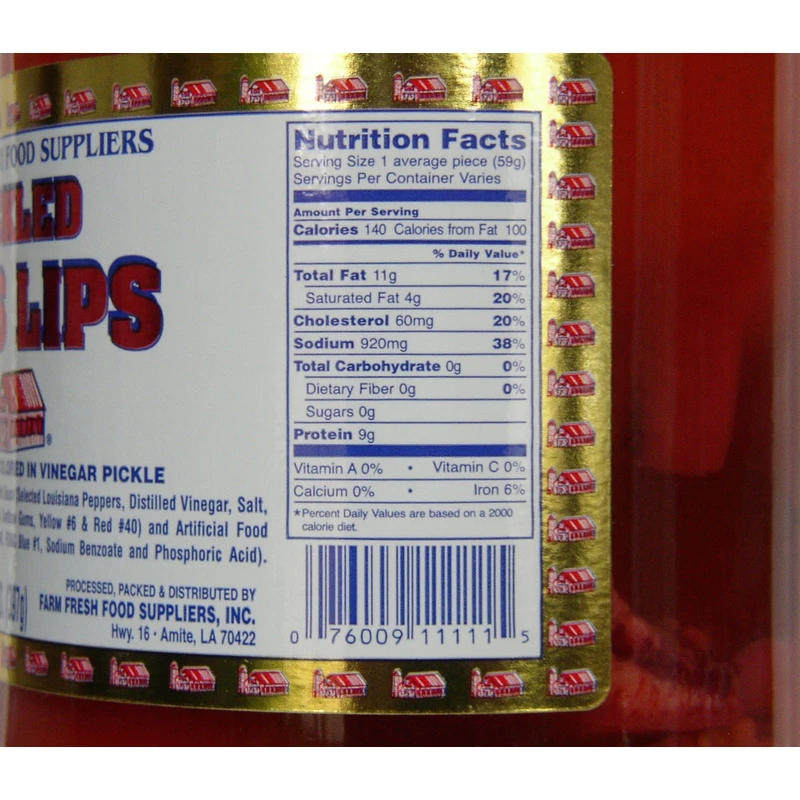 FOOD SUPPLIERS
KLED
LIPS
®
IN VINEGAR PICKLE
Selected Louisiana Peppers, Distilled Vinegar, Salt,
Gums, Yellow #6 & Red #40) and Artificial Food
Blue #1, Sodium Benzoate and Phosphoric Acid).
PROCESSED, PACKED & DISTRIBUTED BY
FARM FRESH FOOD SUPPLIERS, INC.
Hwy. 16 · Amite, LA 70422
Nutrition Facts
Serving Size 1 average piece (59g)
Servings Per Container Varies
Amount Per Serving
Calories 140 Calories from Fat 100
% Daily Value*
Total Fat 11g 17%
Saturated Fat 4g 20%
Cholesterol 60mg 20%
Sodium 920mg 38%
Total Carbohydrate 0g 0%
Dietary Fiber 0g 0%
Sugars 0g
Protein 9g
Vitamin A 0% • Vitamin C 0%
Calcium 0% • Iron 6%
*Percent Daily Values are based on a 2000
calorie diet.
0 76009 11111 5